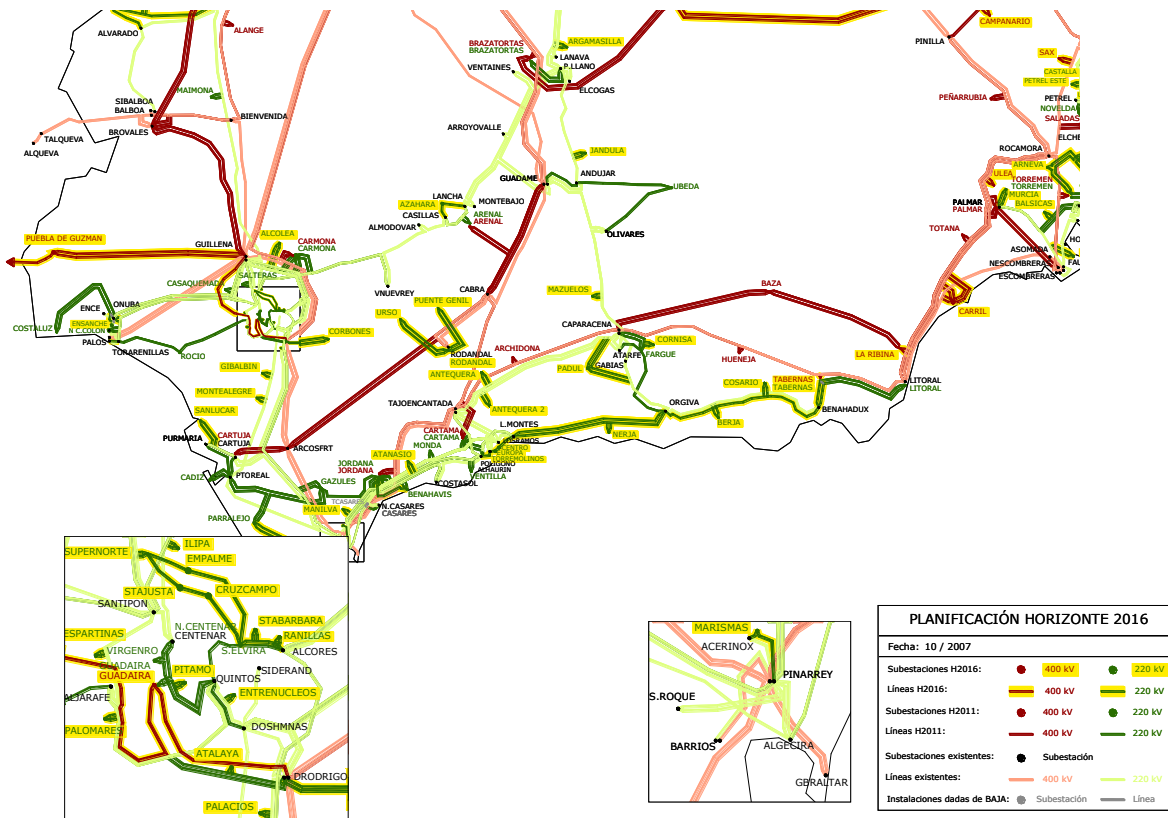 CAMPANARIO
ALVARADO
ALANGE
PINILLA
BRAZATORTAS
BRAZATORTAS
ARGAMASILLA
LANAVA
P.LLANO
VENTAINES
ELCOGAS
SAX
CASTALLA
PETREL ESTE
PETREL
NOVELDA
SALADAS
ELCHE
MAIMONA
SIBALBOA
BALBOA
BROVALES
BIENVENIDA
TALQUEVA
ALQUEVA
PEÑARRUBIA
ARROYOVALLE
JANDULA
ROCAMORA
ARNEVA
GUADAME
ANDUJAR
UBEDA
ULEA
TORREMEN
TORREMEN
MURCIA
BALSICAS
LANCHA
AZAHARA
MONTEBAJO
CASILLAS
ARENAL
ARENAL
ALMODOVAR
PALMAR
PALMAR
OLIVARES
TOTANA
PUEBLA DE GUZMAN
GUILLENA
ALCOLEA
CARMONA
CARMONA
ASOMADA
NESCOMBRERAS
ESCOMBRERAS
SALTERAS
CASAQUEMADA
VNUEVREY
CABRA
PUENTE GENIL
URSO
MAZUELOS
BAZA
CARRIL
ENCE
ONUBA
ENSANCHE
N C.COLON
COSTALUZ
PALOS
TORARENILLAS
ROCIO
CORBONES
CAPARACENA
CORNISA
ATARFE
FARGUE
HUENEJA
LA RIBINA
RODANDAL
RODANDAL
ARCHIDONA
GABIAS
PADUL
GIBALBIN
MONTEALEGRE
ANTEQUERA
ANTEQUERA 2
COSARIO
TABERNAS
TABERNAS
LITORAL
LITORAL
BENAHADUX
SANLUCAR
TAJOENCANTADA
ORGIVA
BERJA
NERJA
L.MONTES
PURMARIA
CARTUJA
CARTUJA
ARCOSFRT
CARTAMA
CARTAMA
MONDA
CENTRO
EUROPA
TORREMOLINOS
POLIGONO
ALHAURIN
ATANASIO
JORDANA
JORDANA
PTOREAL
CADIZ
GAZULES
COSTASOL
BENAHAVIS
MANILVA
TCASARES
N.CASARES
CASARES
PARRALEJO
SUPERNORTE
ILIPA
EMPALME
STAJUSTA
CRUZCAMPO
SANTIPON
N.CENTENAR
CENTENAR
STABARBARA
RANILLAS
ESPARTINAS
VIRGENRO
S.ELVIRA
ALCORES
GUADAIRA
GUADAIRA
PITAMO
SIDERAND
QUINTOS
ALJARAFE
ENTRENUCLEOS
PALOMARES
DOSHMNAS
ATALAYA
DRODRIGO
PALACIOS
MARISMAS
ACERINOX
PINARREY
S.ROQUE
BARRIOS
ALGECIRA
GIBRALTAR
PLANIFICACIÓN HORIZONTE 2016
Fecha: 10 / 2007
Subestaciones H2016: 400 kV 220 kV
Líneas H2016: 400 kV 220 kV
Subestaciones H2011: 400 kV 220 kV
Líneas H2011: 400 kV 220 kV
Subestaciones existentes: Subestación
Líneas existentes: 400 kV 220 kV
Instalaciones dadas de BAJA: Subestación Línea